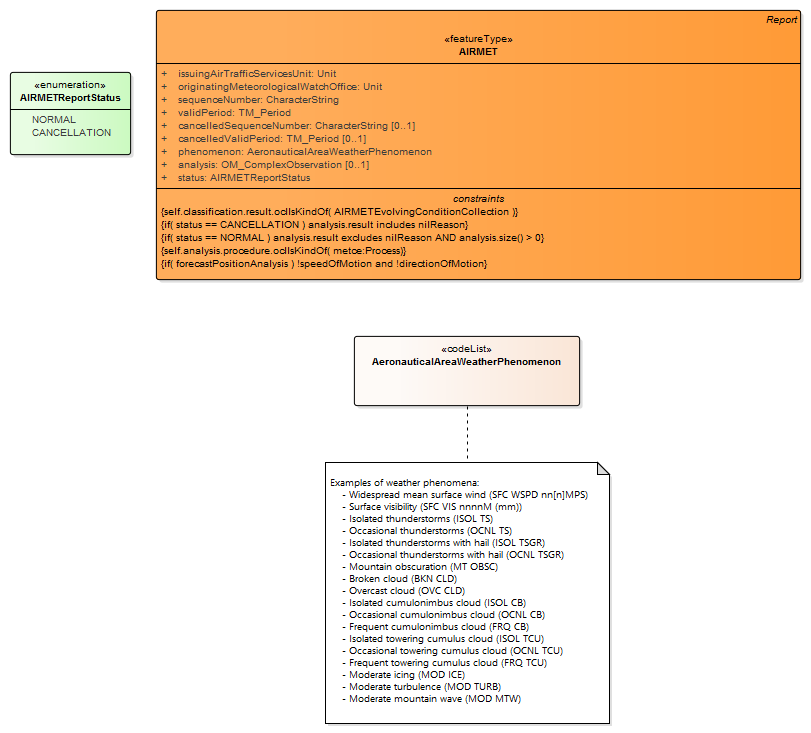 Report
«featureType»
AIRMET
+ issuingAirTrafficServicesUnit: Unit
+ originatingMeteorologicalWatchOffice: Unit
+ sequenceNumber: CharacterString
+ validPeriod: TM_Period
+ cancelledSequenceNumber: CharacterString [0..1]
+ cancelledValidPeriod: TM_Period [0..1]
+ phenomenon: AeronauticalAreaWeatherPhenomenon
+ analysis: OM_ComplexObservation [0..1]
+ status: AIRMETReportStatus
constraints
{self.classification.result.oclIsKindOf( AIRMETEvolvingConditionCollection )}
{if( status == CANCELLATION ) analysis.result includes nilReason}
{if( status == NORMAL ) analysis.result excludes nilReason AND analysis.size() > 0}
{self.analysis.procedure.oclIsKindOf( metce:Process)}
{if( forecastPositionAnalysis ) !speedOfMotion and !directionOfMotion}
«enumeration»
AIRMETReportStatus
NORMAL
CANCELLATION
«codeList»
AeronauticalAreaWeatherPhenomenon
Examples of weather phenomena:
- Widespread mean surface wind (SFC WSPD nn[n]MPS)
- Surface visibility (SFC VIS nnnnM (mm))
- Isolated thunderstorms (ISOL TS)
- Occasional thunderstorms (OCNL TS)
- Isolated thunderstorms with hail (ISOL TSGR)
- Occasional thunderstorms with hail (OCNL TSGR)
- Mountain obscuration (MT OBSC)
- Broken cloud (BKN CLD)
- Overcast cloud (OVC CLD)
- Isolated cumulonimbus cloud (ISOL CB)
- Occasional cumulonimbus cloud (OCNL CB)
- Frequent cumulonimbus cloud (FRQ CB)
- Isolated towering cumulus cloud (ISOL TCU)
- Occasional towering cumulus cloud (OCNL TCU)
- Frequent towering cumulus cloud (FRQ TCU)
- Moderate icing (MOD ICE)
- Moderate turbulence (MOD TURB)
- Moderate mountain wave (MOD MTW)